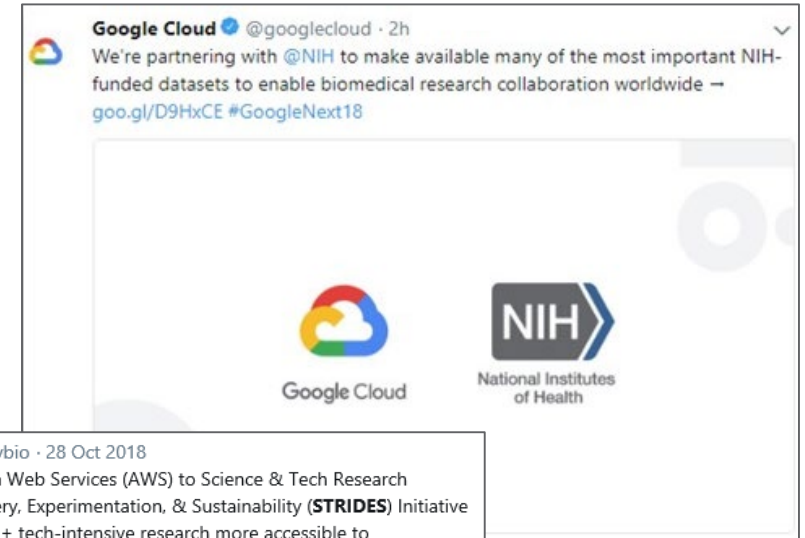 Google Cloud @googlecloud · 2h
We're partnering with @NIH to make available many of the most important NIH-
funded datasets to enable biomedical research collaboration worldwide →
goo.gl/D9HxCE #GoogleNext18
NIH
Google Cloud
National Institutes
of Health
· 28 Oct 2018
Web Services (AWS) to Science & Tech Research
Experimentation, & Sustainability (STRIDES) Initiative
+ tech-intensive research more accessible to